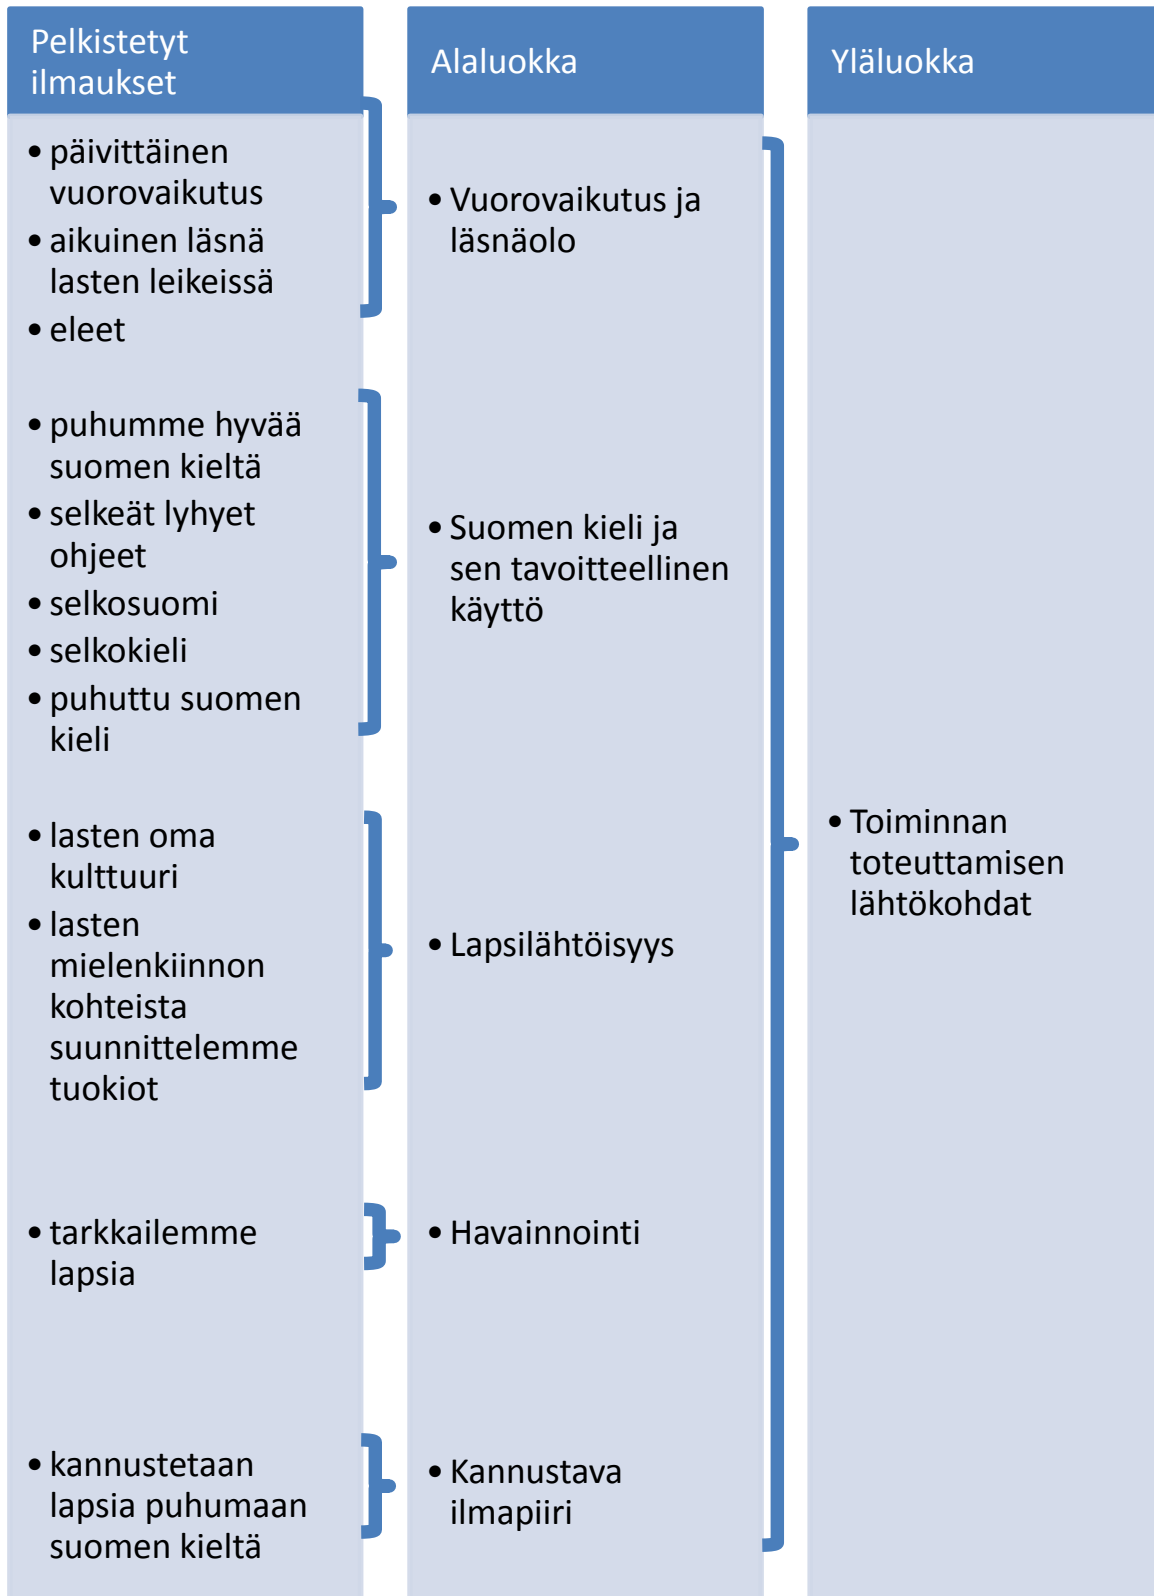 Pelkistetyt
ilmaukset
• päivittäinen
vuorovaikutus
• aikuinen läsnä
lasten leikeissä
• eleet
• puhumme hyvää
suomen kieltä
• selkeät lyhyet
ohjeet
• selkosuomi
• selkokieli
• puhuttu suomen
kieli
• lasten oma
kulttuuri
• lasten
mielenkiinnon
kohteista
suunnittelemme
tuokiot
• tarkkailemme
lapsia
• kannustetaan
lapsia puhumaan
suomen kieltä
Alaluokka
• Vuorovaikutus ja
läsnäolo
• Suomen kieli ja
sen tavoitteellinen
käyttö
• Lapsilähtöisyys
• Havainnointi
• Kannustava
ilmapiiri
Yläluokka
• Toiminnan
toteuttamisen
lähtökohdat